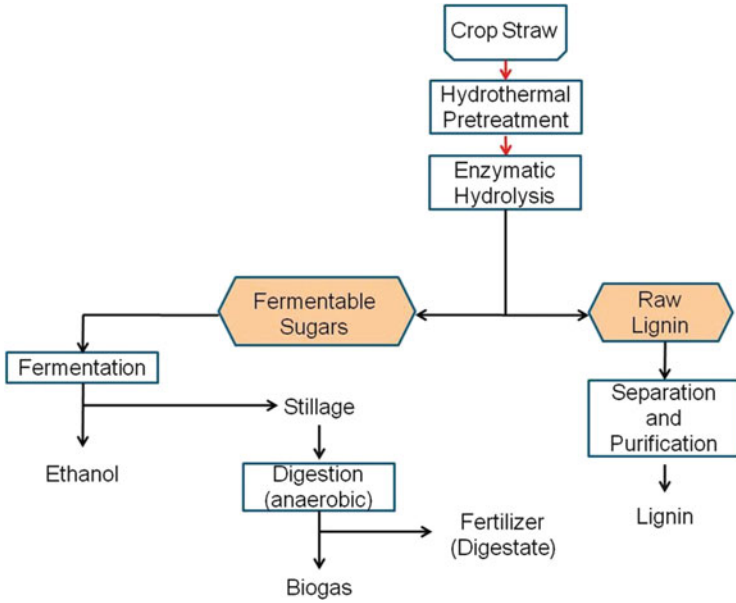 Crop Straw
Hydrothermal
Pretreatment
Enzymatic
Hydrolysis
Fermentable
Sugars
Raw
Lignin
Fermentation
Separation
and
Purification
Stillage
Ethanol
Digestion
(anaerobic)
Lignin
Fertilizer
(Digestate)
Biogas